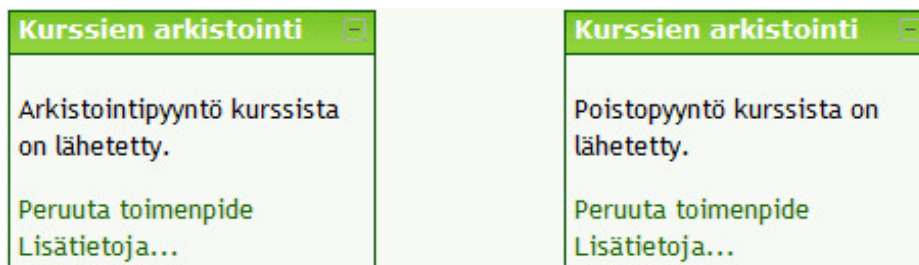 Kurssien arkistointi
Arkistointipyyntö kurssista
on lähetetty.
Peruuta toimenpide
Lisätietoja...
Kurssien arkistointi
Poistopyyntö kurssista on
lähetetty.
Peruuta toimenpide
Lisätietoja...